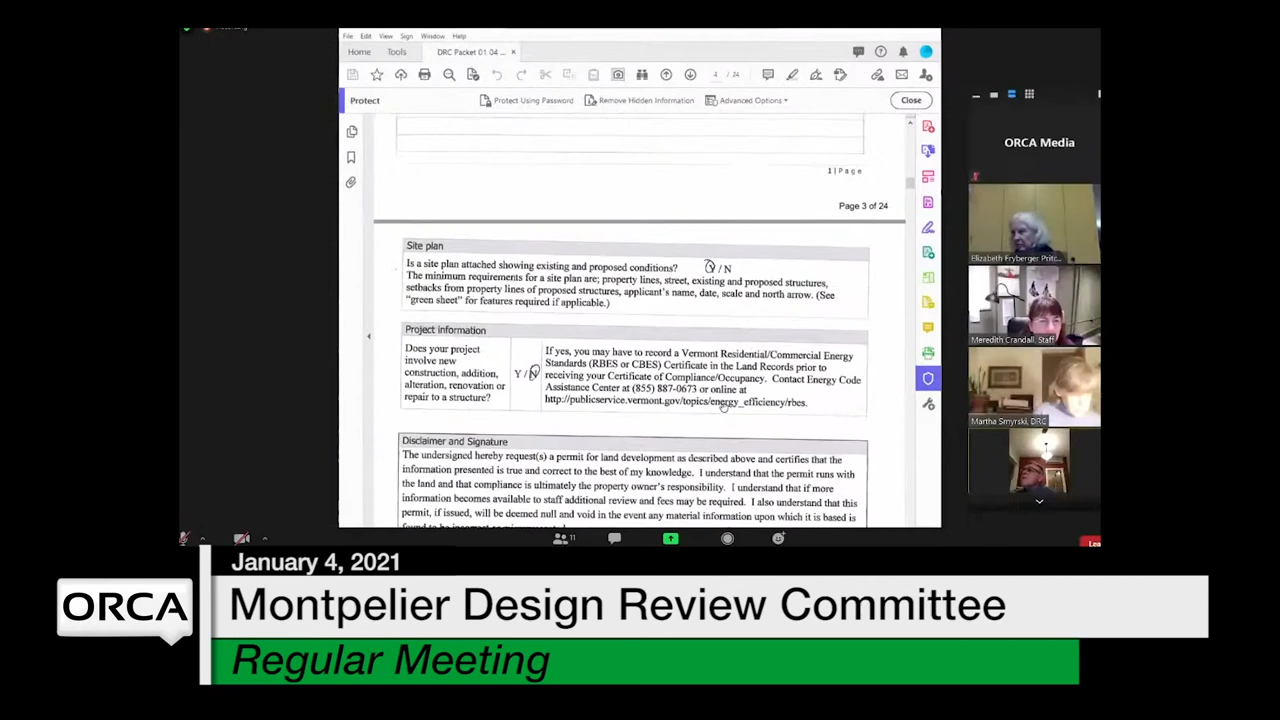 File Edit View Sign Window Help
Home Tools DRC Packet 01 04 ... ×
4 / 24
Protect Protect Using Password Remove Hidden Information Advanced Options Close
1 | P a g e
Page 3 of 24
Site plan
Is a site plan attached showing existing and proposed conditions? Y / N
The minimum requirements for a site plan are; property lines, street, existing and proposed structures,
setbacks from property lines of proposed structures, applicant's name, date, scale and north arrow. (See
"green sheet" for features required if applicable.)
Project information
Does your project
involve new
construction, addition,
alteration, renovation or
repair to a structure?
Y / N
If yes, you may have to record a Vermont Residential/Commercial Energy
Standards (RBES or CBES) Certificate in the Land Records prior to
receiving your Certificate of Compliance/Occupancy. Contact Energy Code
Assistance Center at (855) 887-0673 or online at
http://publicservice.vermont.gov/topics/energy_efficiency/rbes.
Disclaimer and Signature
The undersigned hereby request(s) a permit for land development as described above and certifies that the
information presented is true and correct to the best of my knowledge. I understand that the permit runs with
the land and that compliance is ultimately the property owner's responsibility. I understand that if more
information becomes available to staff additional review and fees may be required. I also understand that this
permit, if issued, will be deemed null and void in the event any material information upon which it is based is
ORCA Media
Elizabeth Fryberger Pritc...
Meredith Crandall, Staff
Martha Smyrski, DRC
11
Lea
January 4, 2021
ORCA
Montpelier Design Review Committee
Regular Meeting